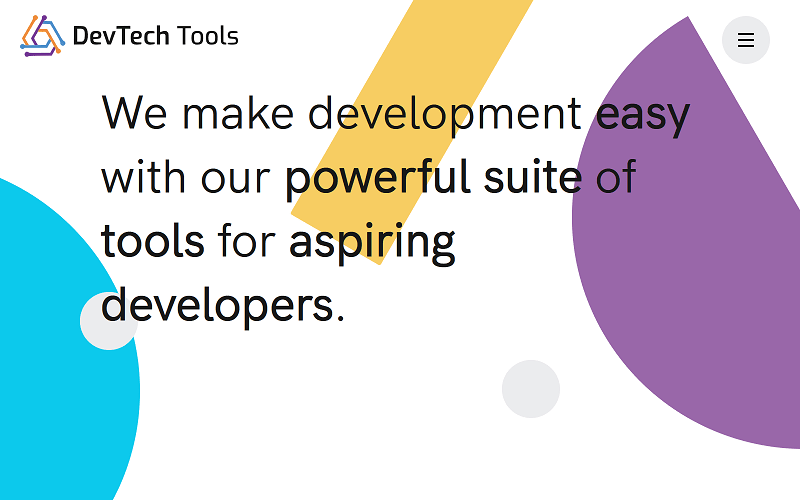 DevTech Tools
We make development easy
with our powerful suite of
tools for aspiring
developers.